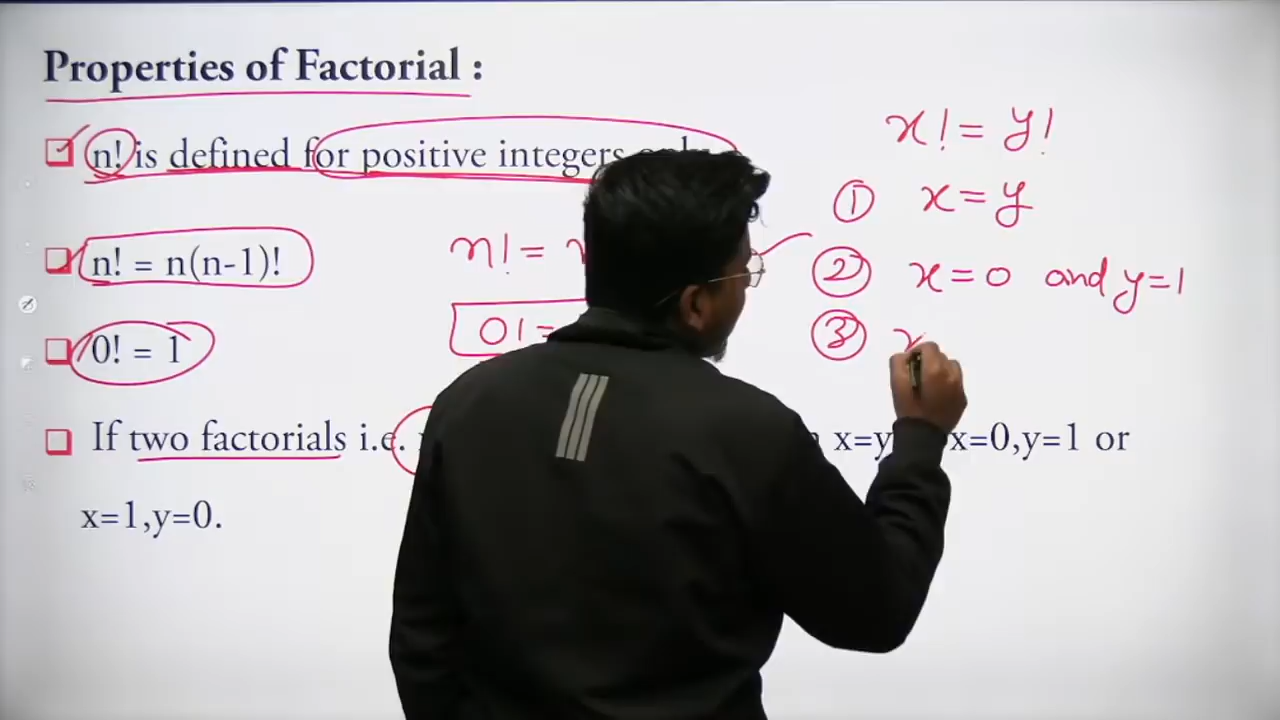 Properties of Factorial :
n! is defined for positive integers
x! = y!
① x = y
n! = n(n-1)!
n! =
② x = 0 and y = 1
0! = 1
0! =
③ x
If two factorials i.e. x=y x=0,y=1 or
x=1,y=0.